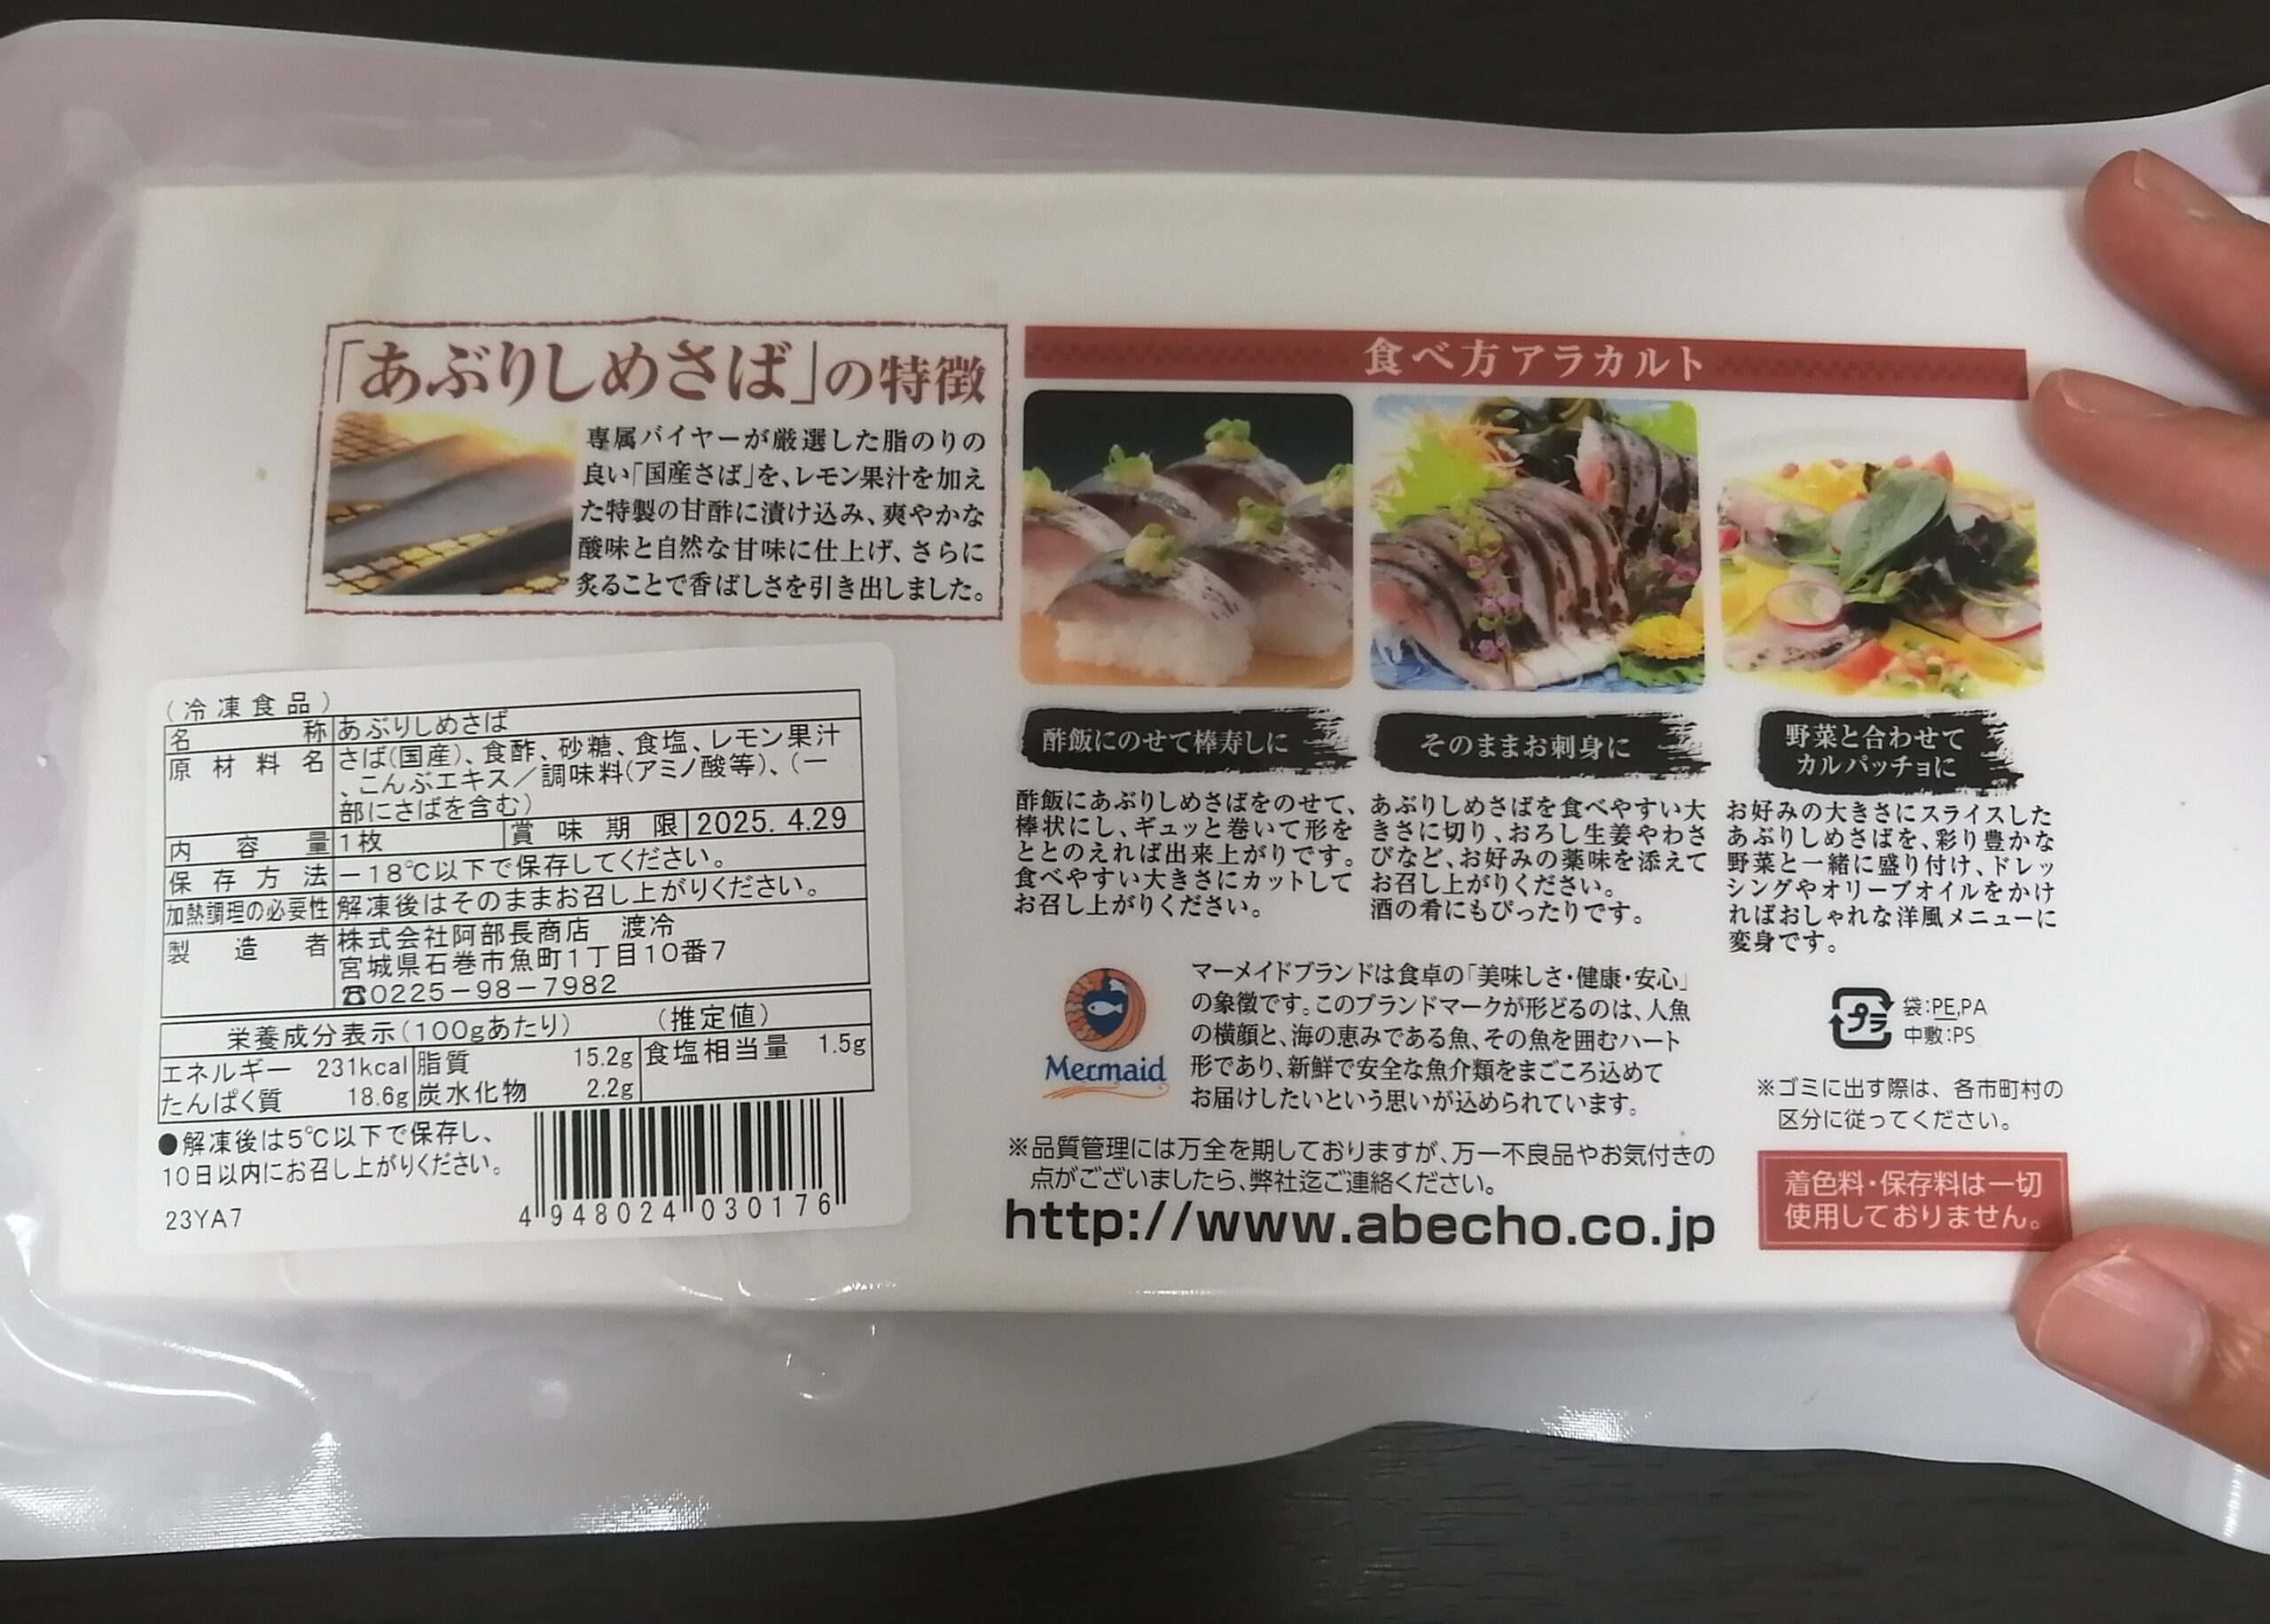 「あぶりしめさば」の特徴
専属バイヤーが厳選した脂のりの
良い「国産さば」を、レモン果汁を加え
た特製の甘酢に漬け込み、爽やかな
酸味と自然な甘味に仕上げ、さらに
炙ることで香ばしさを引き出しました。
(冷凍食品)
名称 あぶりしめさば
原材料名 さば(国産)、食酢、砂糖、食塩、レモン果汁
、こんぶエキス/調味料(アミノ酸等)、(一
部にさばを含む)
内容量 1枚 賞味期限 2025. 4.29
保存方法 −18℃以下で保存してください。
加熱調理の必要性 解凍後はそのままお召し上がりください。
製造者 株式会社阿部長商店 渡冷
宮城県石巻市魚町1丁目10番7
☎0225−98−7982
栄養成分表示(100gあたり) (推定値)
エネルギー 231kcal 脂質 15.2g 食塩相当量 1.5g
たんぱく質 18.6g 炭水化物 2.2g
●解凍後は5℃以下で保存し、
10日以内にお召し上がりください。
23YA7
4948024030176
食べ方アラカルト
酢飯にのせて棒寿しに
酢飯にあぶりしめさばをのせて、
棒状にし、ギュッと巻いて形を
ととのえれば出来上がりです。
食べやすい大きさにカットして
お召し上がりください。
そのままお刺身に
あぶりしめさばを食べやすい大
きさに切り、おろし生姜やわさ
びなど、お好みの薬味を添えて
お召し上がりください。
酒の肴にもぴったりです。
野菜と合わせて
カルパッチョに
お好みの大きさにスライスした
あぶりしめさばを、彩り豊かな
野菜と一緒に盛り付け、ドレッ
シングやオリーブオイルをかけ
ればおしゃれな洋風メニューに
変身です。
Mermaid
マーメイドブランドは食卓の「美味しさ・健康・安心」
の象徴です。このブランドマークが形どるのは、人魚
の横顔と、海の恵みである魚、その魚を囲むハート
形であり、新鮮で安全な魚介類をまごころ込めて
お届けしたいという思いが込められています。
プラ
袋:PE,PA
中敷:PS
※ゴミに出す際は、各市町村の
区分に従ってください。
※品質管理には万全を期しておりますが、万一不良品やお気付きの
点がございましたら、弊社迄ご連絡ください。
http://www.abecho.co.jp
着色料・保存料は一切
使用しておりません。